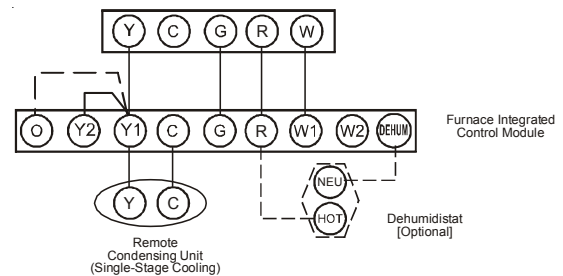 Y C G R W
O Y2 Y1 C G R W1 W2 DEHUM
Furnace Integrated
Control Module
NEU
HOT
Y C
Dehumidistat
[Optional]
Remote
Condensing Unit
(Single-Stage Cooling)